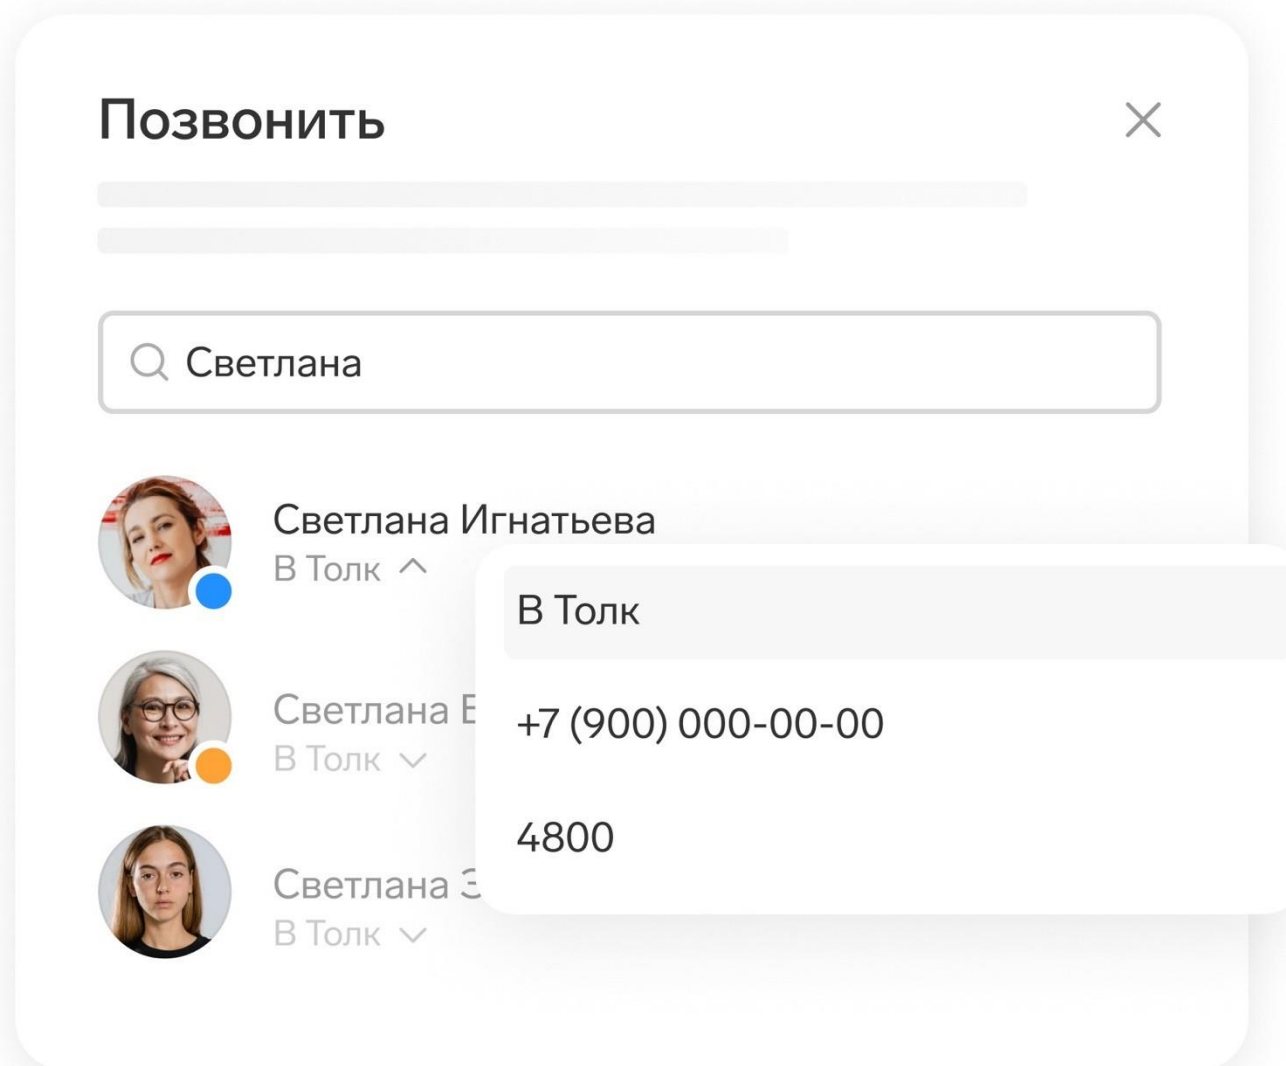 Позвонить
Светлана
Светлана Игнатьева
В Толк
В Толк
+7 (900) 000-00-00
4800
Светлана
В Толк
Светлана
В Толк